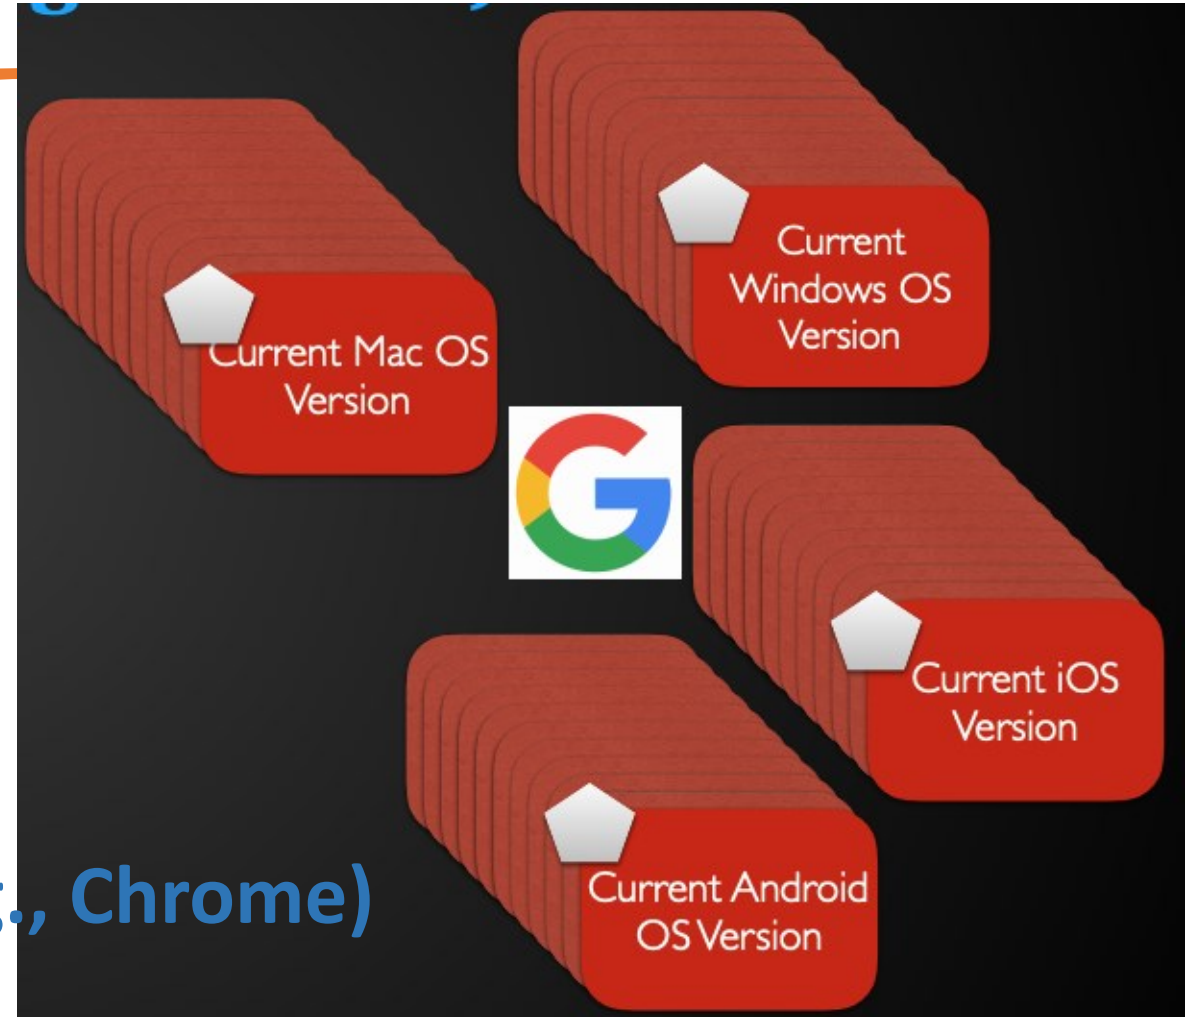 Current
Windows OS
Version
Current Mac OS
Version
Current iOS
Version
Current Android
OS Version
., Chrome)